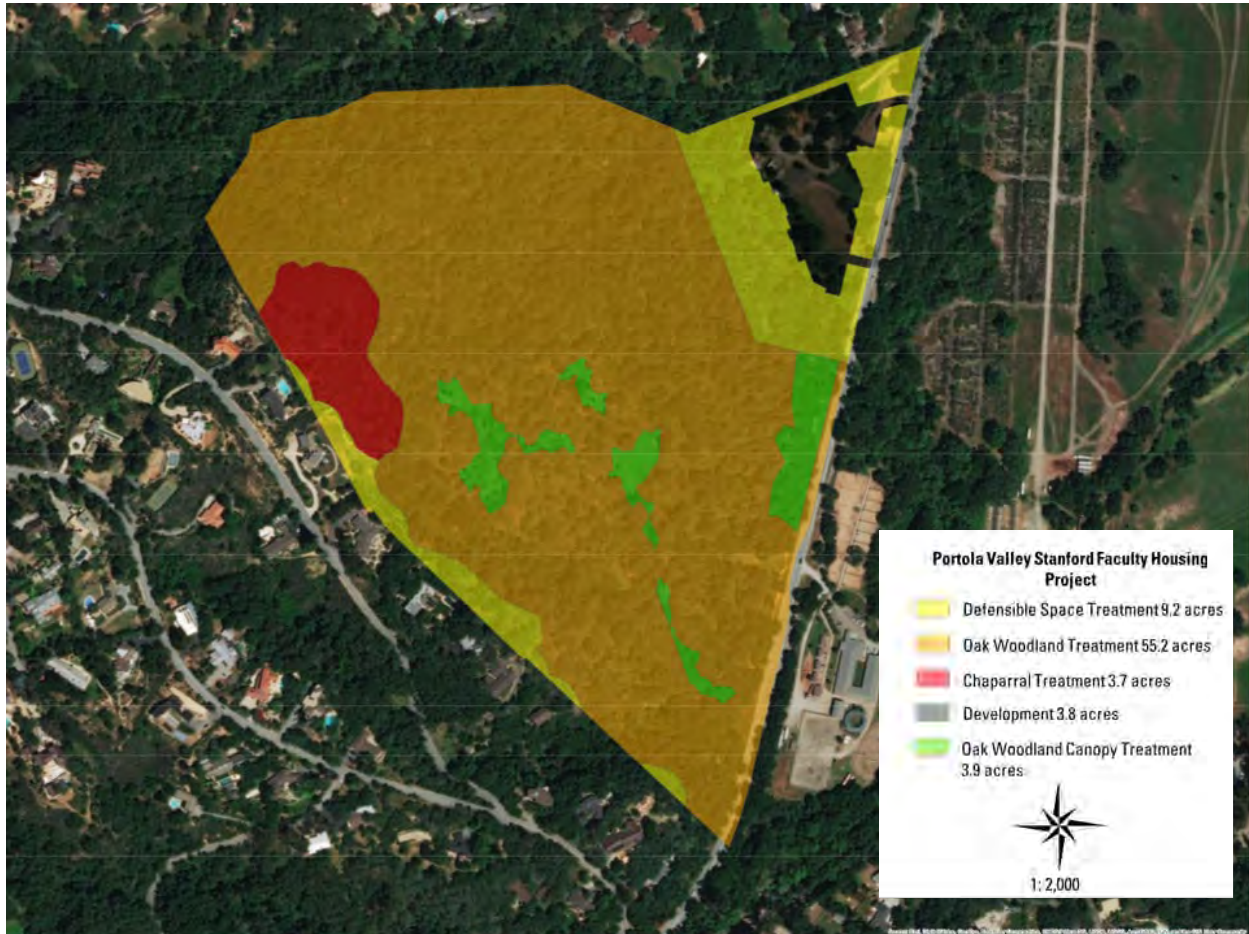 Portola Valley Stanford Faculty Housing
Project
Defensible Space Treatment 9.2 acres
Oak Woodland Treatment 55.2 acres
Chaparral Treatment 3.7 acres
Development 3.8 acres
Oak Woodland Canopy Treatment
3.9 acres
1: 2,000